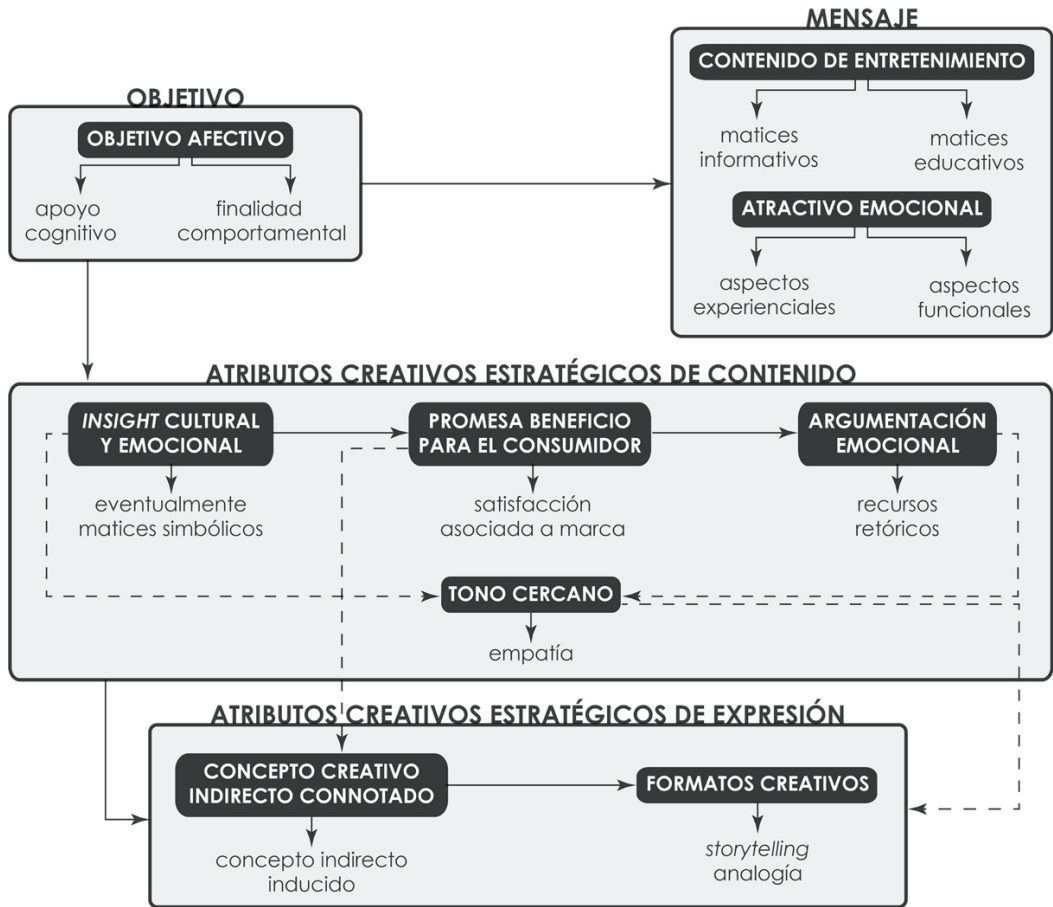 OBJETIVO
OBJETIVO AFECTIVO
apoyo
cognitivo
finalidad
comportamental
MENSAJE
CONTENIDO DE ENTRETENIMIENTO
matices
informativos
matices
educativos
ATRACTIVO EMOCIONAL
aspectos
experienciales
aspectos
funcionales
ATRIBUTOS CREATIVOS ESTRATÉGICOS DE CONTENIDO
INSIGHT CULTURAL
Y EMOCIONAL
eventualmente
matices simbólicos
PROMESA BENEFICIO
PARA EL CONSUMIDOR
satisfacción
asociada a marca
ARGUMENTACIÓN
EMOCIONAL
recursos
retóricos
TONO CERCANO
empatía
ATRIBUTOS CREATIVOS ESTRATÉGICOS DE EXPRESIÓN
CONCEPTO CREATIVO
INDIRECTO CONNOTADO
concepto indirecto
inducido
FORMATOS CREATIVOS
storytelling
analogía